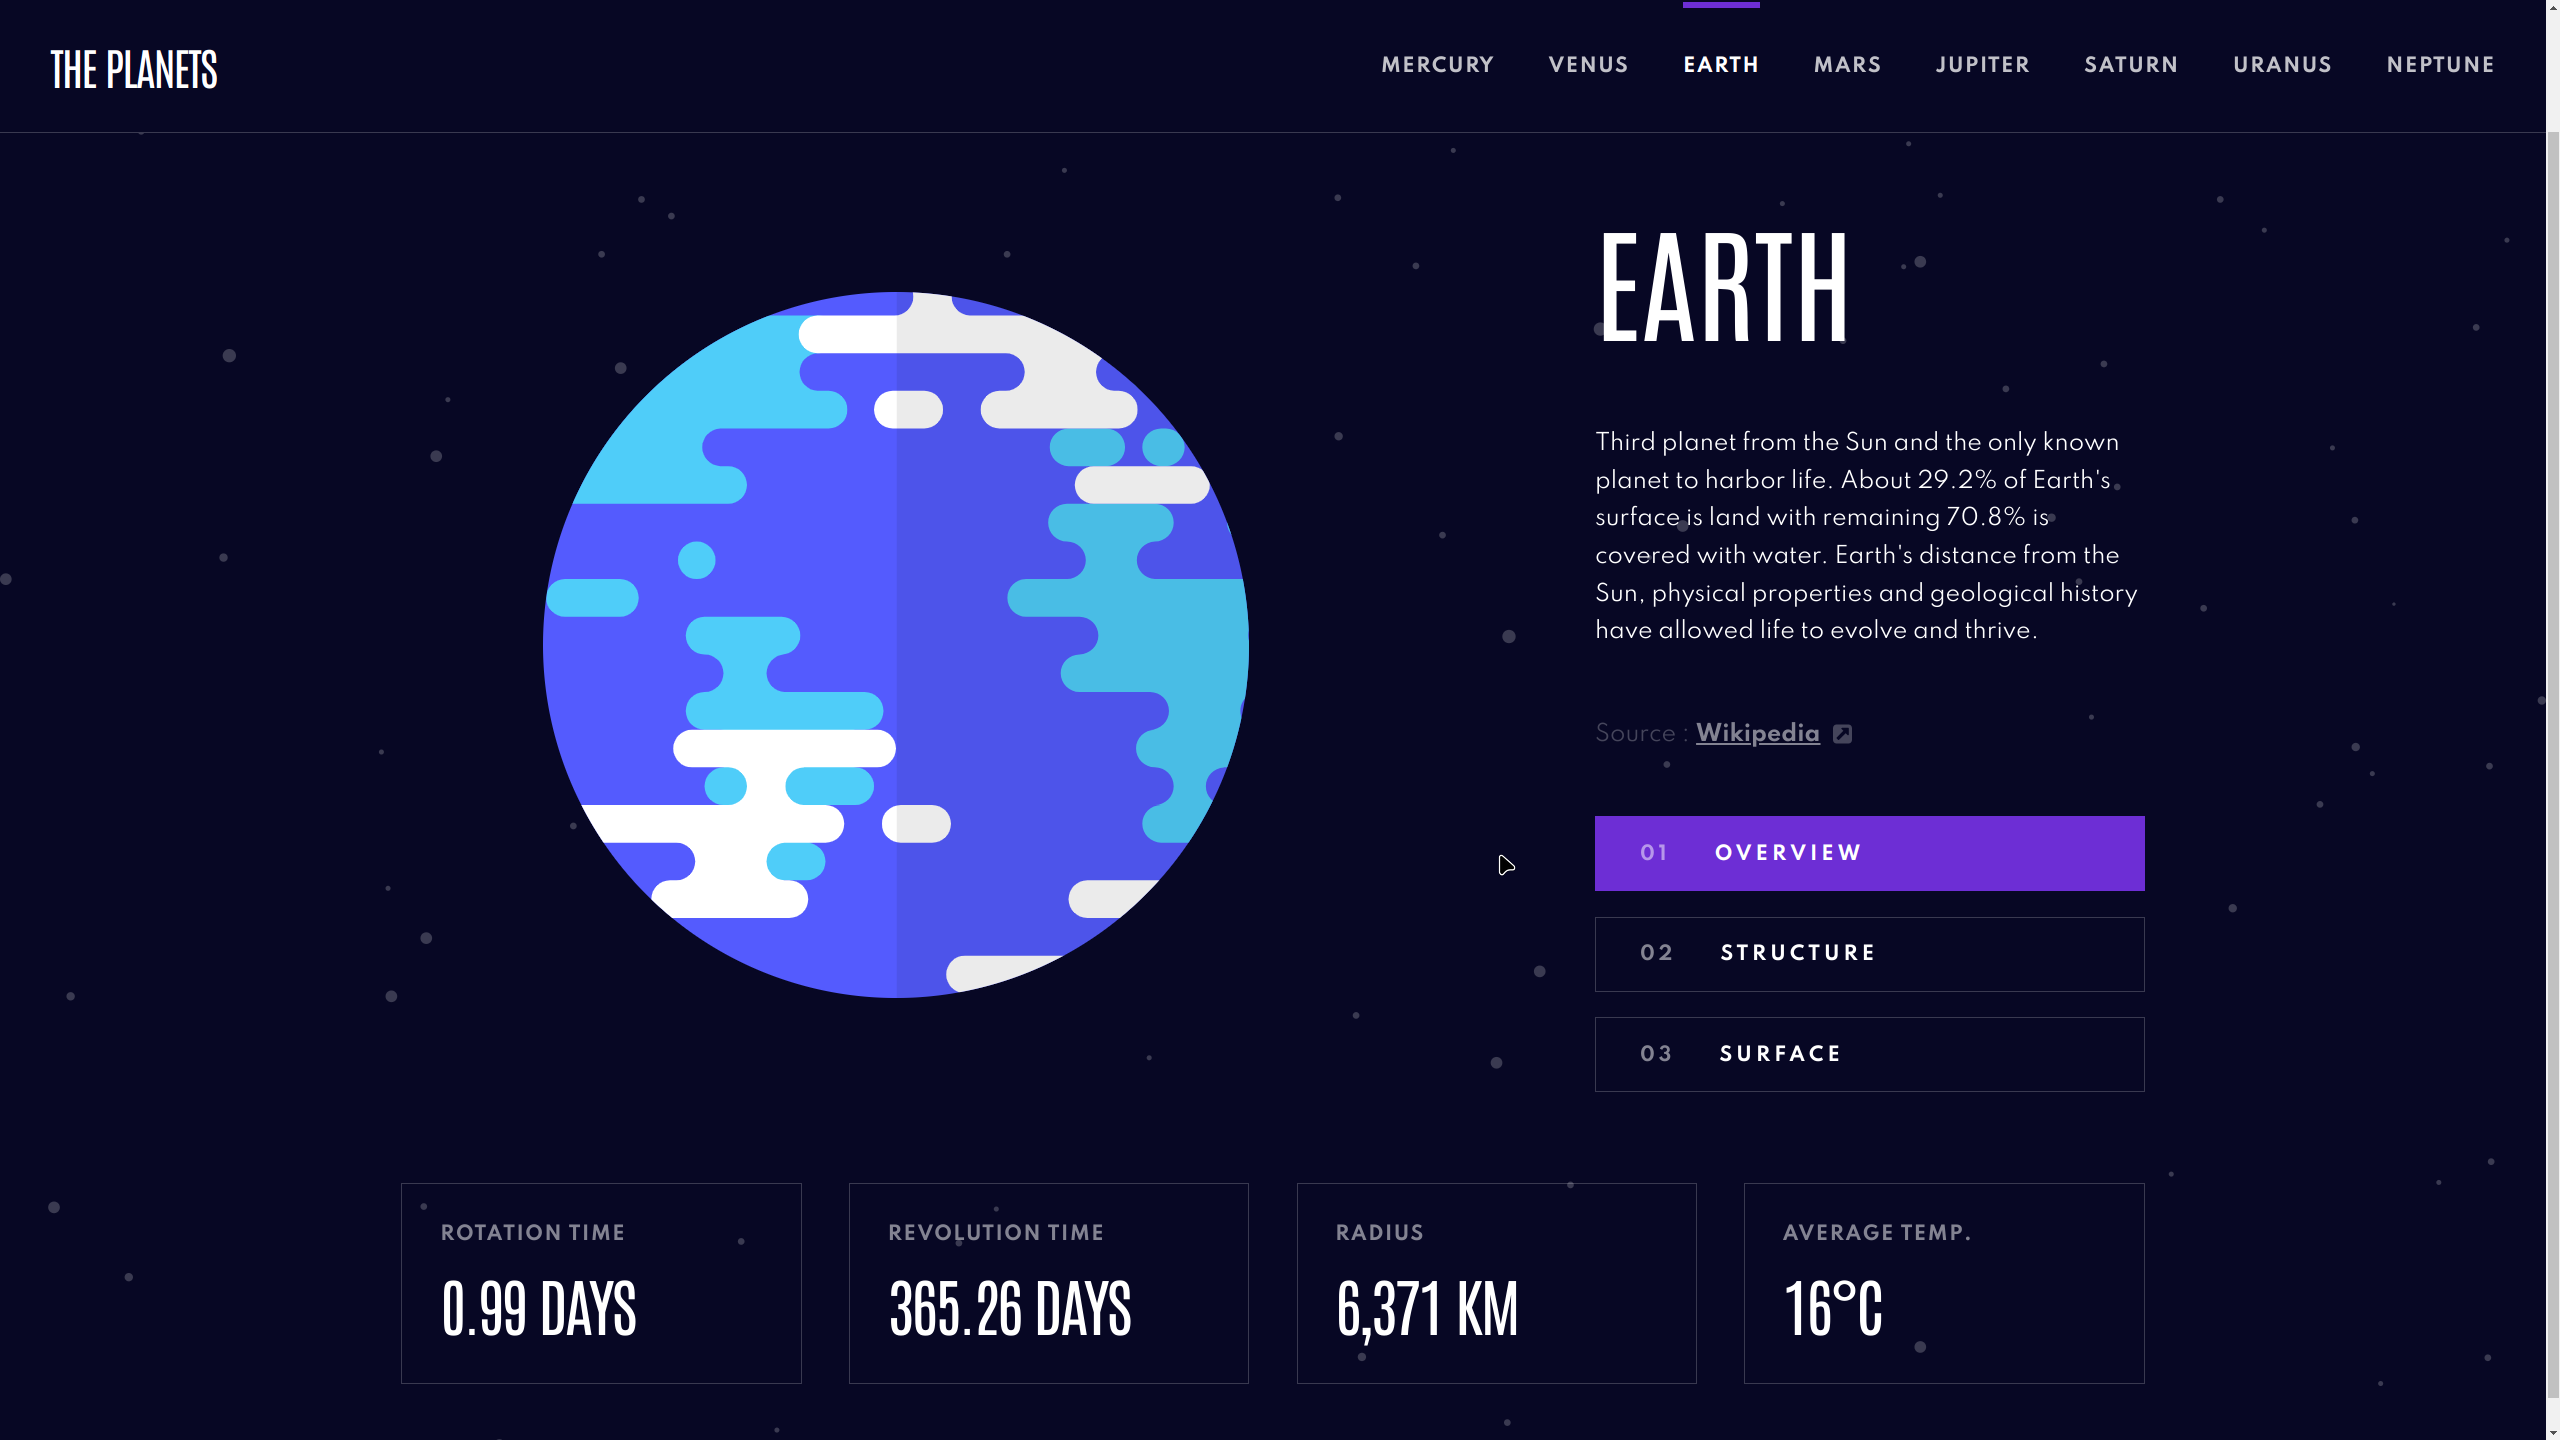 THE PLANETS
MERCURY VENUS EARTH MARS JUPITER SATURN URANUS NEPTUNE
EARTH
Third planet from the Sun and the only known
planet to harbor life. About 29.2% of Earth's
surface is land with remaining 70.8% is
covered with water. Earth's distance from the
Sun, physical properties and geological history
have allowed life to evolve and thrive.
Source : Wikipedia
01 OVERVIEW
02 STRUCTURE
03 SURFACE
ROTATION TIME
0.99 DAYS
REVOLUTION TIME
365.26 DAYS
RADIUS
6,371 KM
AVERAGE TEMP.
16°C